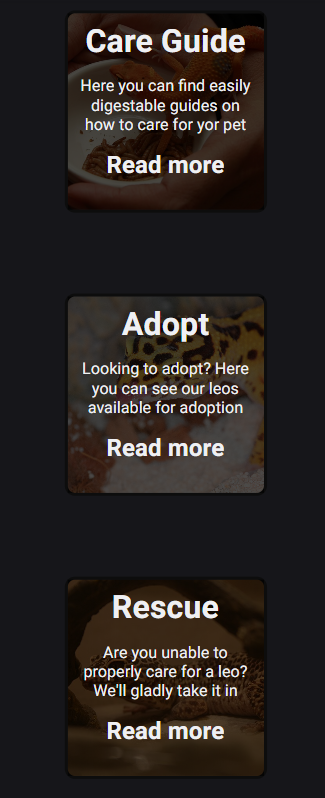 Care Guide
Here you can find easily
digestable guides on
how to care for yor pet
Read more
Adopt
Looking to adopt? Here
you can see our leos
available for adoption
Read more
Rescue
Are you unable to
properly care for a leo?
We'll gladly take it in
Read more